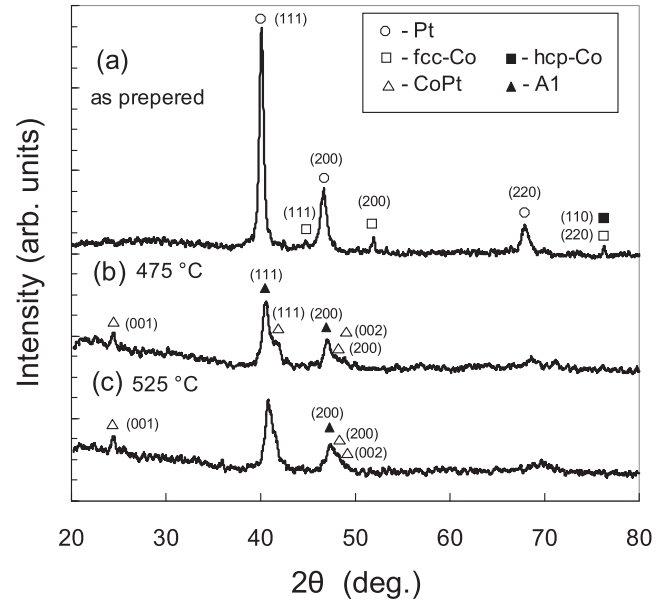 (111)
- Pt
- fcc-Co
- hcp-Co
- CoPt
- A1
(a)
as prepered
(200)
(111)
(200)
(220)
(110)
(220)
(b) 475 °C
(111)
(111)
(200)
(002)
(200)
(001)
(c) 525 °C
(001)
(200)
(200)
(002)
Intensity (arb. units)
20 30 40 50 60 70 80
2θ (deg.)